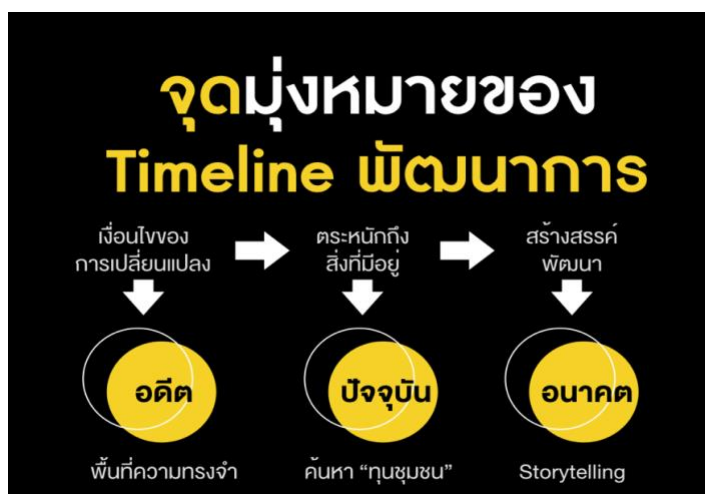 จุดมุ่งหมายของ
Timeline พัฒนาการ
เงื่อนไขของ
การเปลี่ยนแปลง
ตระหนักถึง
สิ่งที่มีอยู่
สร้างสรรค์
พัฒนา
อดีต
ปัจจุบัน
อนาคต
พื้นที่ความทรงจำ
ค้นหา “ทุนชุมชน”
Storytelling